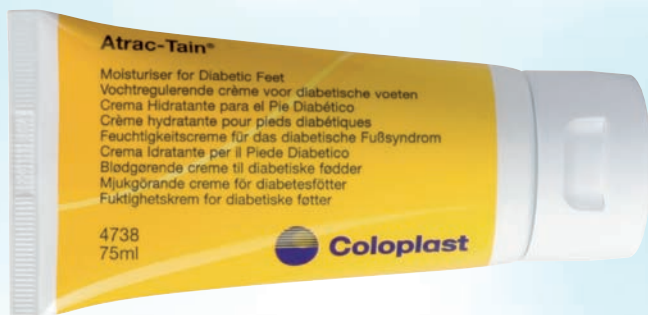 Atrac-Tain®
Moisturiser for Diabetic Feet
Vochtregulerende crème voor diabetische voeten
Crema Hidratante para el Pie Diabético
Crème hydratante pour pieds diabétiques
Feuchtigkeitscreme für das diabetische Fußsyndrom
Crema Idratante per il Piede Diabetico
Blødgørende creme til diabetiske fødder
Mjukgörande creme för diabetesfötter
Fuktighetskrem for diabetiske føtter
4738
75ml
Coloplast